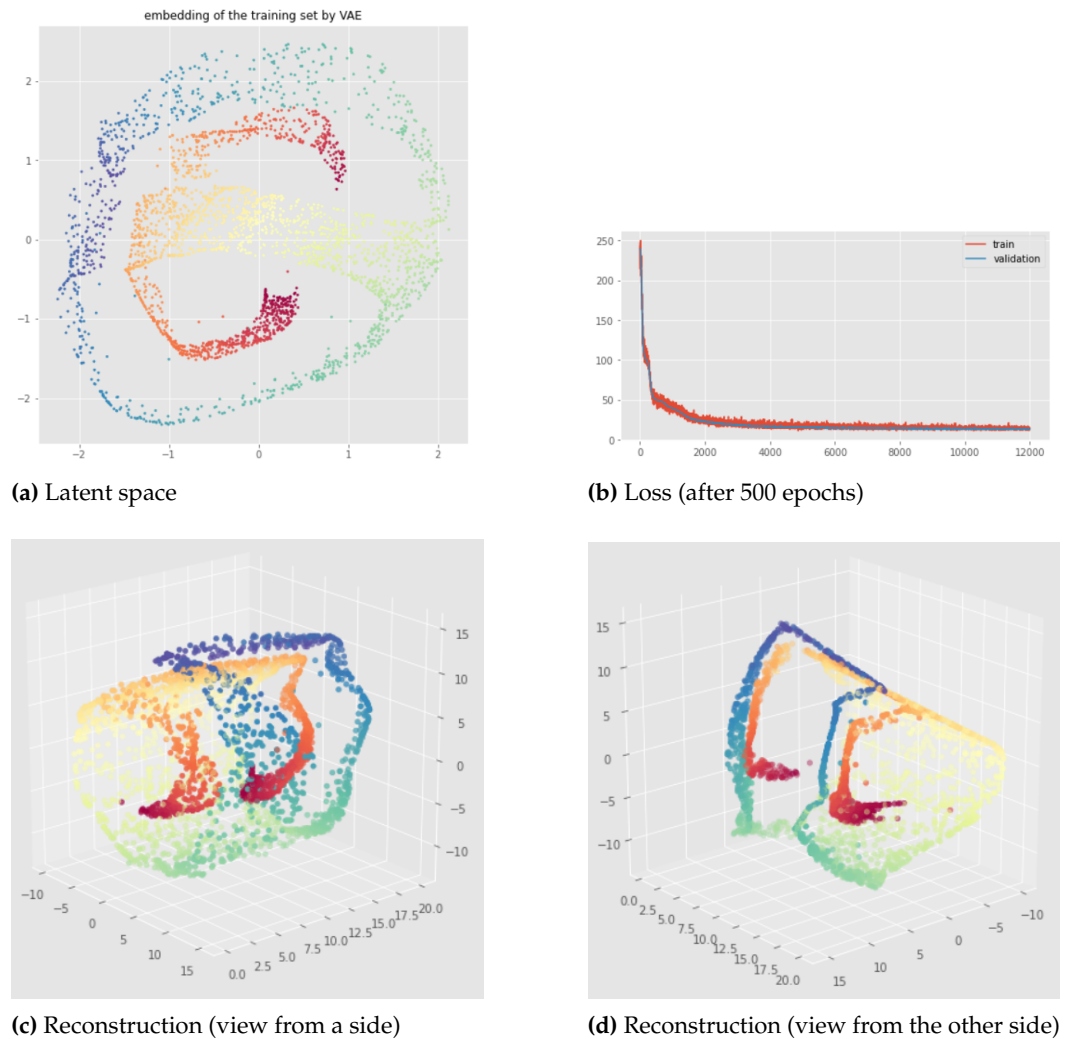 embedding of the training set by VAE
2
1
0
−1
−2
−2 −1 0 1 2
(a) Latent space
250
200
150
100
50
0
0 2000 4000 6000 8000 10000 12000
train
validation
(b) Loss (after 500 epochs)
15
10
5
0
−5
−10
−10
−5
0
5
10
15
0.0 2.5 5.0 7.5 10.0 12.5 15.0 17.5 20.0
(c) Reconstruction (view from a side)
15
10
5
0
−5
−10
0.0 2.5 5.0 7.5 10.0 12.5 15.0 17.5 20.0
15 10 5 0 −5 −10
(d) Reconstruction (view from the other side)